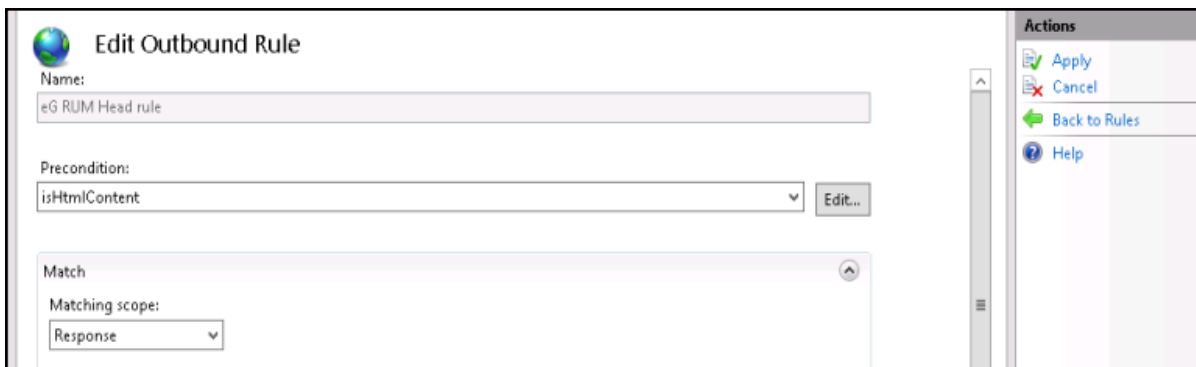 Edit Outbound Rule
Name:
eG RUM Head rule
Precondition:
isHtmlContent
Edit...
Match
Matching scope:
Response
Actions
Apply
Cancel
Back to Rules
Help